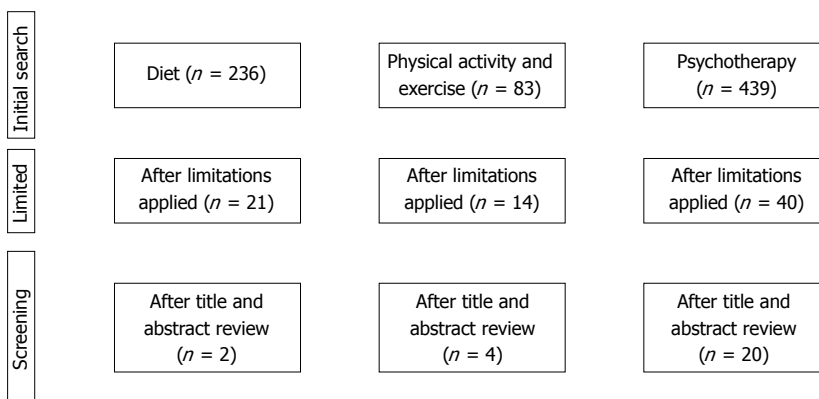 Initial search
Diet (n = 236)
Physical activity and
exercise (n = 83)
Psychotherapy
(n = 439)
Limited
After limitations
applied (n = 21)
After limitations
applied (n = 14)
After limitations
applied (n = 40)
Screening
After title and
abstract review
(n = 2)
After title and
abstract review
(n = 4)
After title and
abstract review
(n = 20)